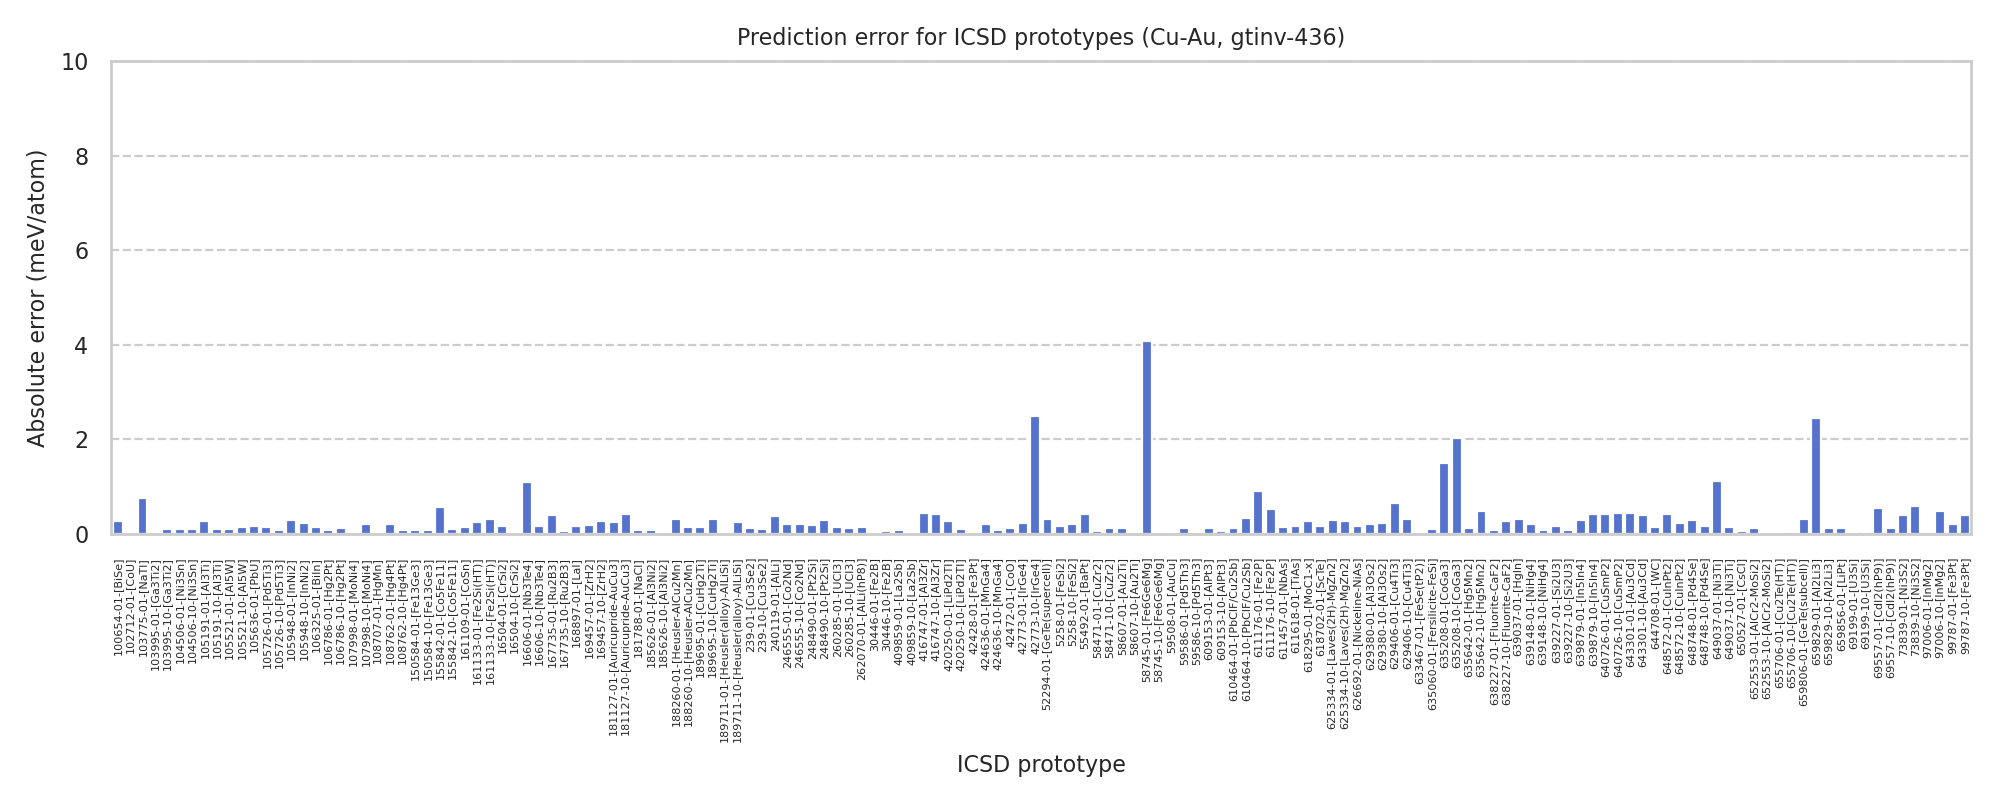 Prediction error for ICSD prototypes (Cu-Au, gtinv-436)
Absolute error (meV/atom)
10
8
6
4
2
0
100654-01-[BiSe]
102712-01-[CoU]
103775-01-[NaTl]
103995-01-[Ga3Ti2]
103995-10-[Ga3Ti2]
104506-01-[Ni3Sn]
104506-10-[Ni3Sn]
105191-01-[Al3Ti]
105191-10-[Al3Ti]
105521-01-[Al5W]
105521-10-[Al5W]
105636-01-[PbU]
105726-01-[Pd5Ti3]
105726-10-[Pd5Ti3]
105948-01-[InNi2]
105948-10-[InNi2]
106325-01-[BiIn]
106786-01-[Hg2Pt]
106786-10-[Hg2Pt]
107998-01-[MoNi4]
107998-10-[MoNi4]
108707-01-[HgMn]
108762-01-[Hg4Pt]
108762-10-[Hg4Pt]
150584-01-[Fe13Ge3]
150584-10-[Fe13Ge3]
155842-01-[Co5Fe11]
155842-10-[Co5Fe11]
161109-01-[CoSn]
161133-01-[Fe2Si(HT)]
161133-10-[Fe2Si(HT)]
16504-01-[CrSi2]
16504-10-[CrSi2]
16606-01-[Nb3Te4]
16606-10-[Nb3Te4]
167735-01-[Ru2B3]
167735-10-[Ru2B3]
168897-01-[LaI]
169457-01-[ZrH2]
169457-10-[ZrH2]
181127-01-[Auricupride-AuCu3]
181127-10-[Auricupride-AuCu3]
181788-01-[NaCl]
185626-01-[Al3Ni2]
185626-10-[Al3Ni2]
188260-01-[Heusler-AlCu2Mn]
188260-10-[Heusler-AlCu2Mn]
189695-01-[CuHg2Ti]
189695-10-[CuHg2Ti]
189711-01-[Heusler(alloy)-AlLiSi]
189711-10-[Heusler(alloy)-AlLiSi]
239-01-[Cu3Se2]
239-10-[Cu3Se2]
240119-01-[AlLi]
246555-01-[Co2Nd]
246555-10-[Co2Nd]
248490-01-[Pt2Si]
248490-10-[Pt2Si]
260285-01-[UCl3]
260285-10-[UCl3]
262070-01-[AlLi(hP8)]
30446-01-[Fe2B]
30446-10-[Fe2B]
409859-01-[La2Sb]
409859-10-[La2Sb]
416747-01-[Al3Zr]
416747-10-[Al3Zr]
420250-01-[LiPd2Tl]
420250-10-[LiPd2Tl]
42428-01-[Fe3Pt]
424636-01-[MnGa4]
424636-10-[MnGa4]
42472-01-[CoO]
42773-01-[IrGe4]
42773-10-[IrGe4]
52294-01-[GeTe(supercell)]
5258-01-[FeSi2]
5258-10-[FeSi2]
55492-01-[BaPt]
58471-01-[CuZr2]
58471-10-[CuZr2]
58607-01-[Au2Ti]
58607-10-[Au2Ti]
58745-01-[Fe6Ge6Mg]
58745-10-[Fe6Ge6Mg]
59508-01-[AuCu]
59586-01-[Pd5Th3]
59586-10-[Pd5Th3]
609153-01-[AlPt3]
609153-10-[AlPt3]
610464-01-[PbClF/Cu2Sb]
610464-10-[PbClF/Cu2Sb]
611176-01-[Fe2P]
611176-10-[Fe2P]
611457-01-[NbAs]
611618-01-[TiAs]
618295-01-[MoC1-x]
618702-01-[ScTe]
625334-01-[Laves(2H)-MgZn2]
625334-10-[Laves(2H)-MgZn2]
626692-01-[Nickeline-NiAs]
629380-01-[Al3Os2]
629380-10-[Al3Os2]
629406-01-[Cu4Ti3]
629406-10-[Cu4Ti3]
633467-01-[FeSe(tP2)]
635060-01-[Fersilicite-FeSi]
635208-01-[CoGa3]
635208-10-[CoGa3]
635642-01-[Hg5Mn2]
635642-10-[Hg5Mn2]
638227-01-[Fluorite-CaF2]
638227-10-[Fluorite-CaF2]
639037-01-[HgIn]
639148-01-[NiHg4]
639148-10-[NiHg4]
639227-01-[Si2U3]
639227-10-[Si2U3]
639879-01-[In5In4]
639879-10-[In5In4]
640726-01-[CuSmP2]
640726-10-[CuSmP2]
643301-01-[Au3Cd]
643301-10-[Au3Cd]
644708-01-[WC]
648572-01-[CuInPt2]
648572-10-[CuInPt2]
648748-01-[Pd4Se]
648748-10-[Pd4Se]
649037-01-[Ni3Ti]
649037-10-[Ni3Ti]
650527-01-[CsCl]
652553-01-[AlCr2-MoSi2]
652553-10-[AlCr2-MoSi2]
655706-01-[Cu2Te(HT)]
655706-10-[Cu2Te(HT)]
659806-01-[GeTe(subcell)]
659829-01-[Al2Li3]
659829-10-[Al2Li3]
659856-01-[LiPt]
69199-01-[U3Si]
69199-10-[U3Si]
69557-01-[CdI2(hP9)]
69557-10-[CdI2(hP9)]
73839-01-[Ni3S2]
73839-10-[Ni3S2]
97006-01-[InMg2]
97006-10-[InMg2]
99787-01-[Fe3Pt]
99787-10-[Fe3Pt]
ICSD prototype